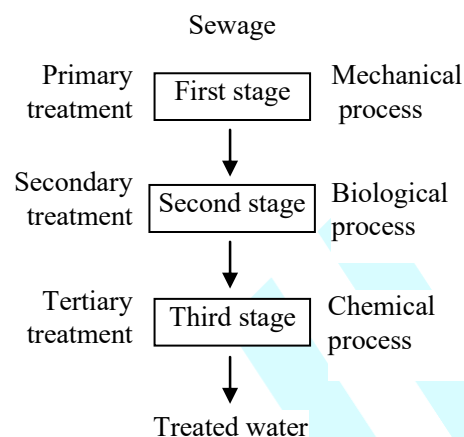 Sewage
Primary treatment
First stage
Mechanical process
Secondary treatment
Second stage
Biological process
Tertiary treatment
Third stage
Chemical process
Treated water